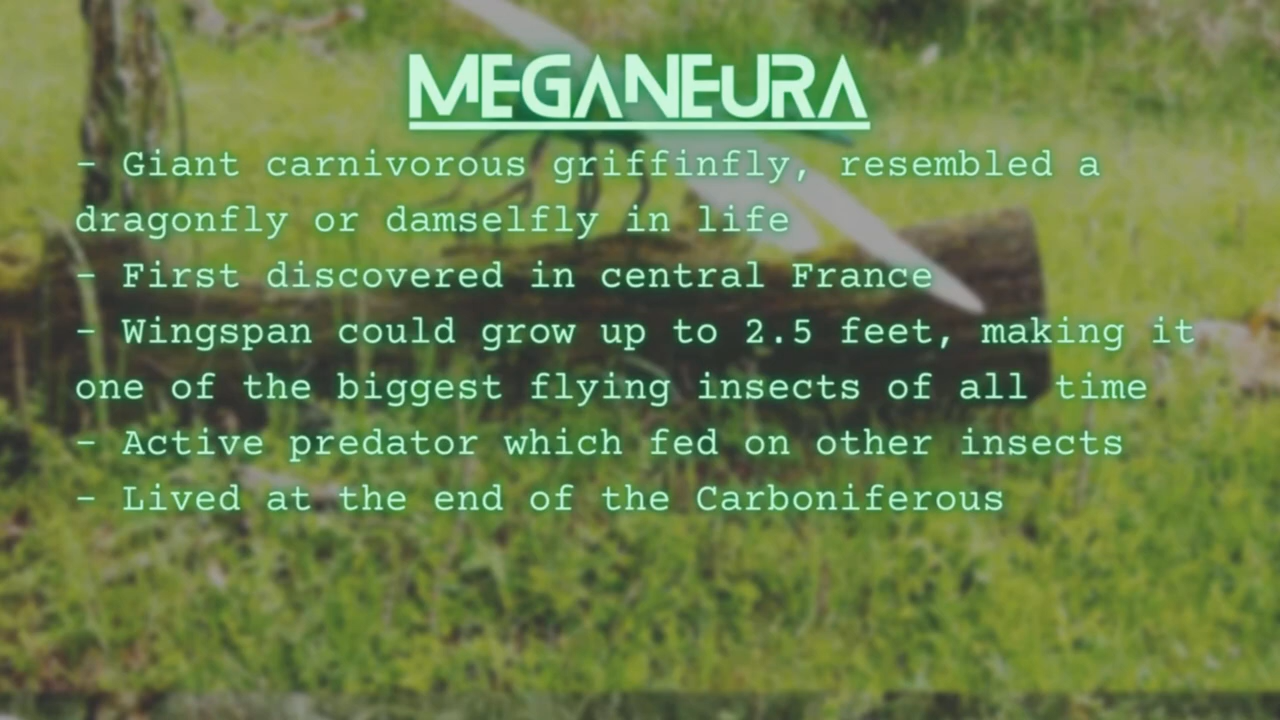 MEGANEURA
- Giant carnivorous griffinfly, resembled a
dragonfly or damselfly in life
- First discovered in central France
- Wingspan could grow up to 2.5 feet, making it
one of the biggest flying insects of all time
- Active predator which fed on other insects
- Lived at the end of the Carboniferous